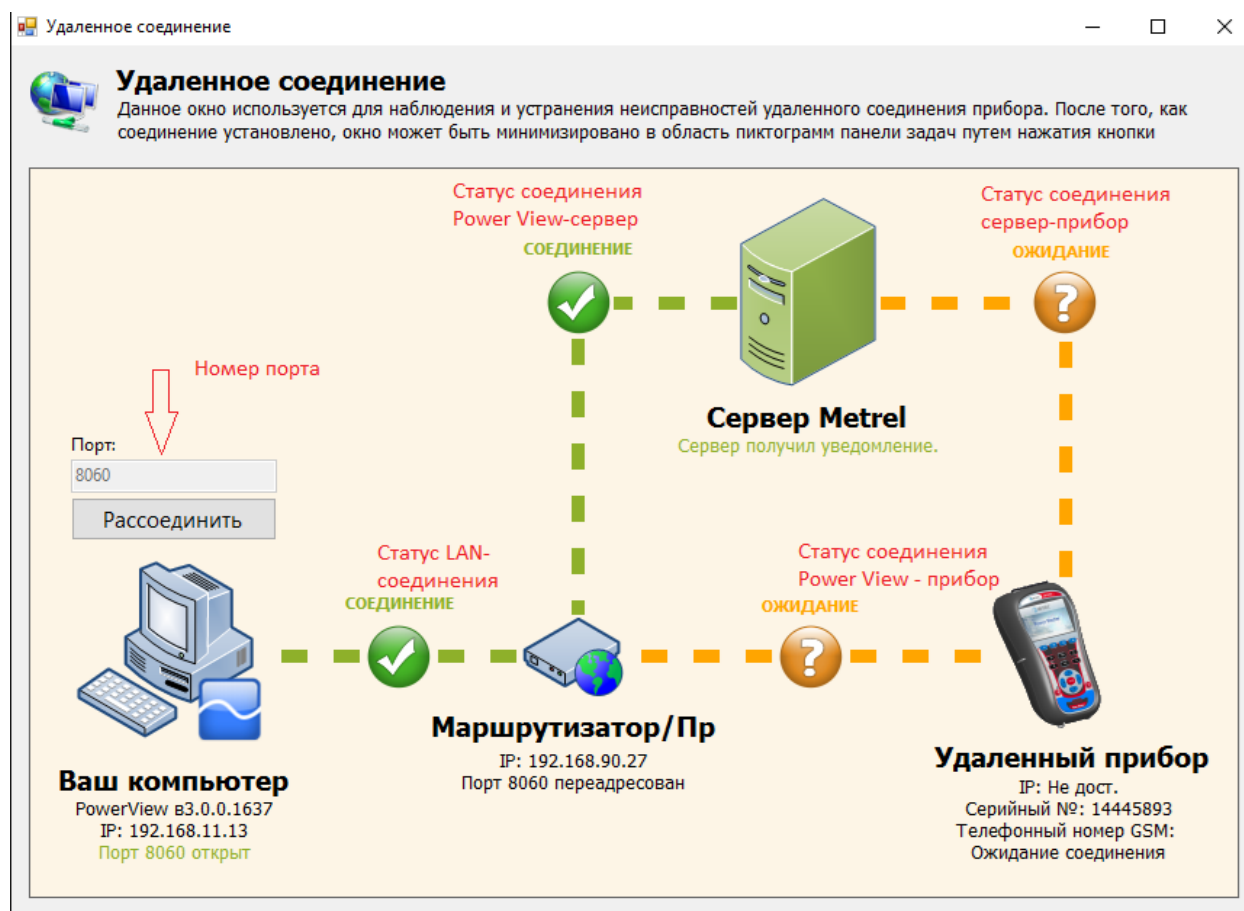 Удаленное соединение
Удаленное соединение
Данное окно используется для наблюдения и устранения неисправностей удаленного соединения прибора. После того, как
соединение установлено, окно может быть минимизировано в область пиктограмм панели задач путем нажатия кнопки
Статус соединения
Power View-сервер
СОЕДИНЕНИЕ
Статус соединения
сервер-прибор
ОЖИДАНИЕ
Номер порта
Сервер Metrel
Сервер получил уведомление.
Порт:
8060
Рассоединить
Статус LAN-
соединения
СОЕДИНЕНИЕ
Статус соединения
Power View - прибор
ОЖИДАНИЕ
Маршрутизатор/Пр
IP: 192.168.90.27
Порт 8060 переадресован
Ваш компьютер
PowerView в3.0.0.1637
IP: 192.168.11.13
Порт 8060 открыт
Удаленный прибор
IP: Не дост.
Серийный №: 14445893
Телефонный номер GSM:
Ожидание соединения